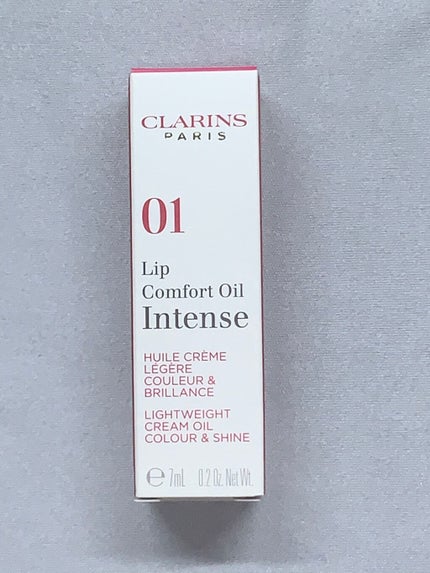 CLARINS
PARIS
01
Lip
Comfort Oil
Intense
HUILE CRÈME
LÉGÈRE
COULEUR &
BRILLANCE
LIGHTWEIGHT
CREAM OIL
COLOUR & SHINE
℮ 7mL 0.2 Oz. Net Wt.